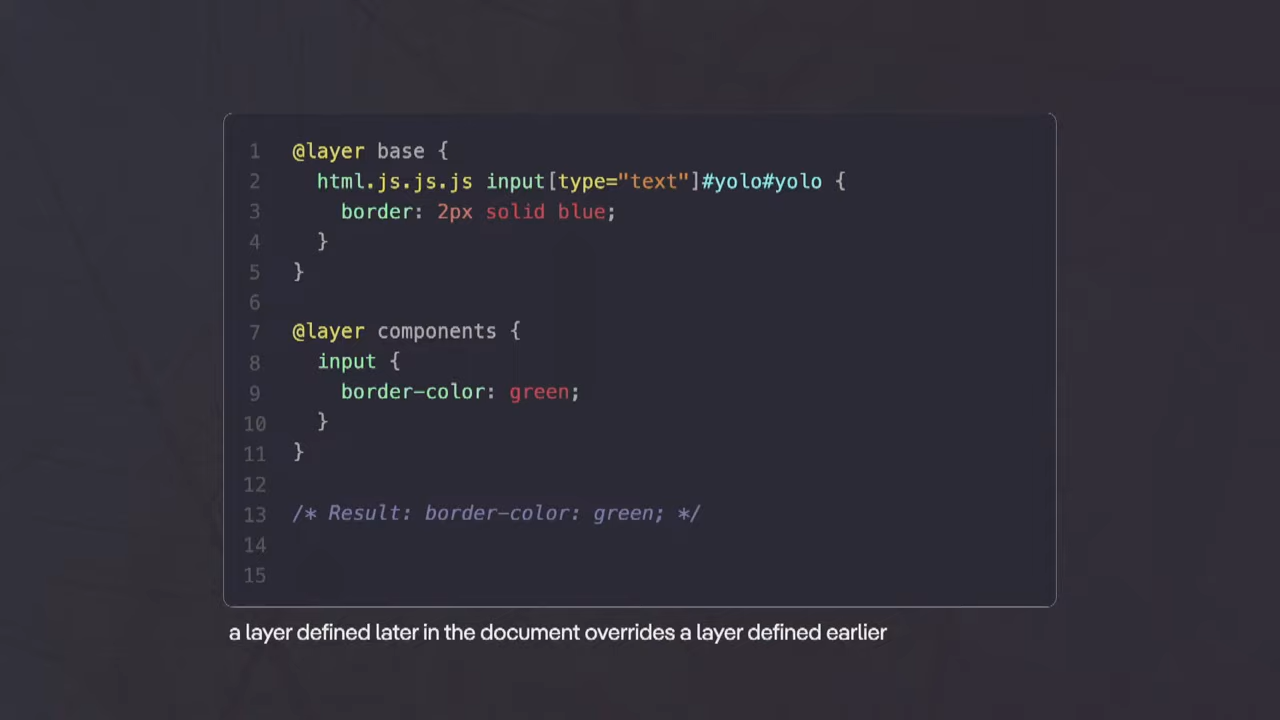 1 @layer base {
2 html.js.js.js input[type="text"]#yolo#yolo {
3 border: 2px solid blue;
4 }
5 }
6
7 @layer components {
8 input {
9 border-color: green;
10 }
11 }
12
13 /* Result: border-color: green; */
14
15
a layer defined later in the document overrides a layer defined earlier